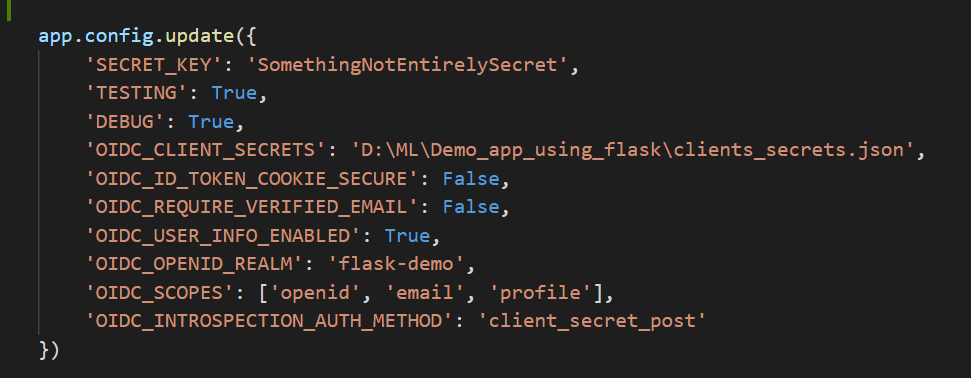 app.config.update({
    'SECRET_KEY': 'SomethingNotEntirelySecret',
    'TESTING': True,
    'DEBUG': True,
    'OIDC_CLIENT_SECRETS': 'D:\ML\Demo_app_using_flask\clients_secrets.json',
    'OIDC_ID_TOKEN_COOKIE_SECURE': False,
    'OIDC_REQUIRE_VERIFIED_EMAIL': False,
    'OIDC_USER_INFO_ENABLED': True,
    'OIDC_OPENID_REALM': 'flask-demo',
    'OIDC_SCOPES': ['openid', 'email', 'profile'],
    'OIDC_INTROSPECTION_AUTH_METHOD': 'client_secret_post'
})